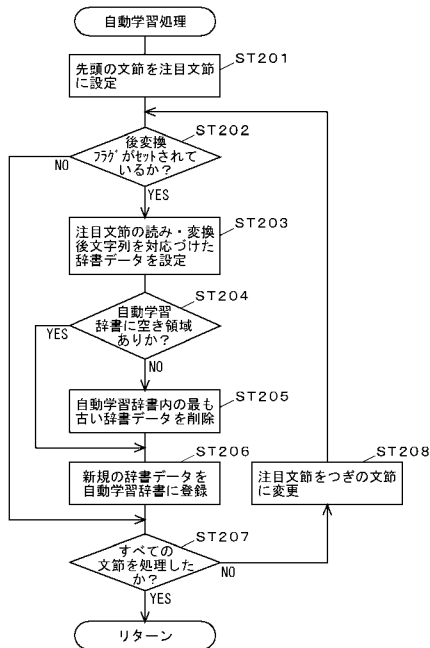 自動学習処理
ST201
先頭の文節を注目文節
に設定
ST202
後変換
フラグがセットされて
いるか？
NO
YES
ST203
注目文節の読み・変換
後文字列を対応づけた
辞書データを設定
ST204
自動学習
辞書に空き領域
ありか？
YES
NO
ST205
自動学習辞書内の最も
古い辞書データを削除
ST206
新規の辞書データを
自動学習辞書に登録
ST208
注目文節をつぎの文節
に変更
ST207
すべての
文節を処理した
か？
NO
YES
リターン